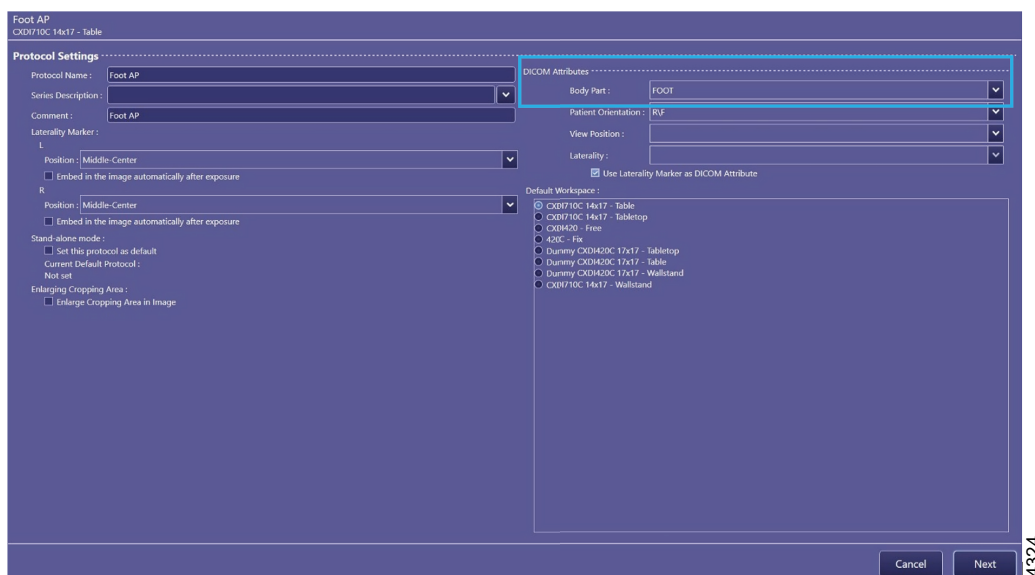 Foot AP
CXDI710C 14x17 - Table
Protocol Settings
Protocol Name : Foot AP
Series Description :
Comment : Foot AP
Laterality Marker :
L
Position : Middle-Center
Embed in the image automatically after exposure
R
Position : Middle-Center
Embed in the image automatically after exposure
Stand-alone mode :
Set this protocol as default
Current Default Protocol :
Not set
Enlarging Cropping Area :
Enlarge Cropping Area in Image
DICOM Attributes
Body Part : FOOT
Patient Orientation : R\F
View Position :
Laterality :
Use Laterality Marker as DICOM Attribute
Default Workspace :
CXDI710C 14x17 - Table
CXDI710C 14x17 - Tabletop
CXDI420 - Free
420C - Fix
Dummy CXDI420C 17x17 - Tabletop
Dummy CXDI420C 17x17 - Table
Dummy CXDI420C 17x17 - Wallstand
CXDI710C 14x17 - Wallstand
Cancel
Next
4324